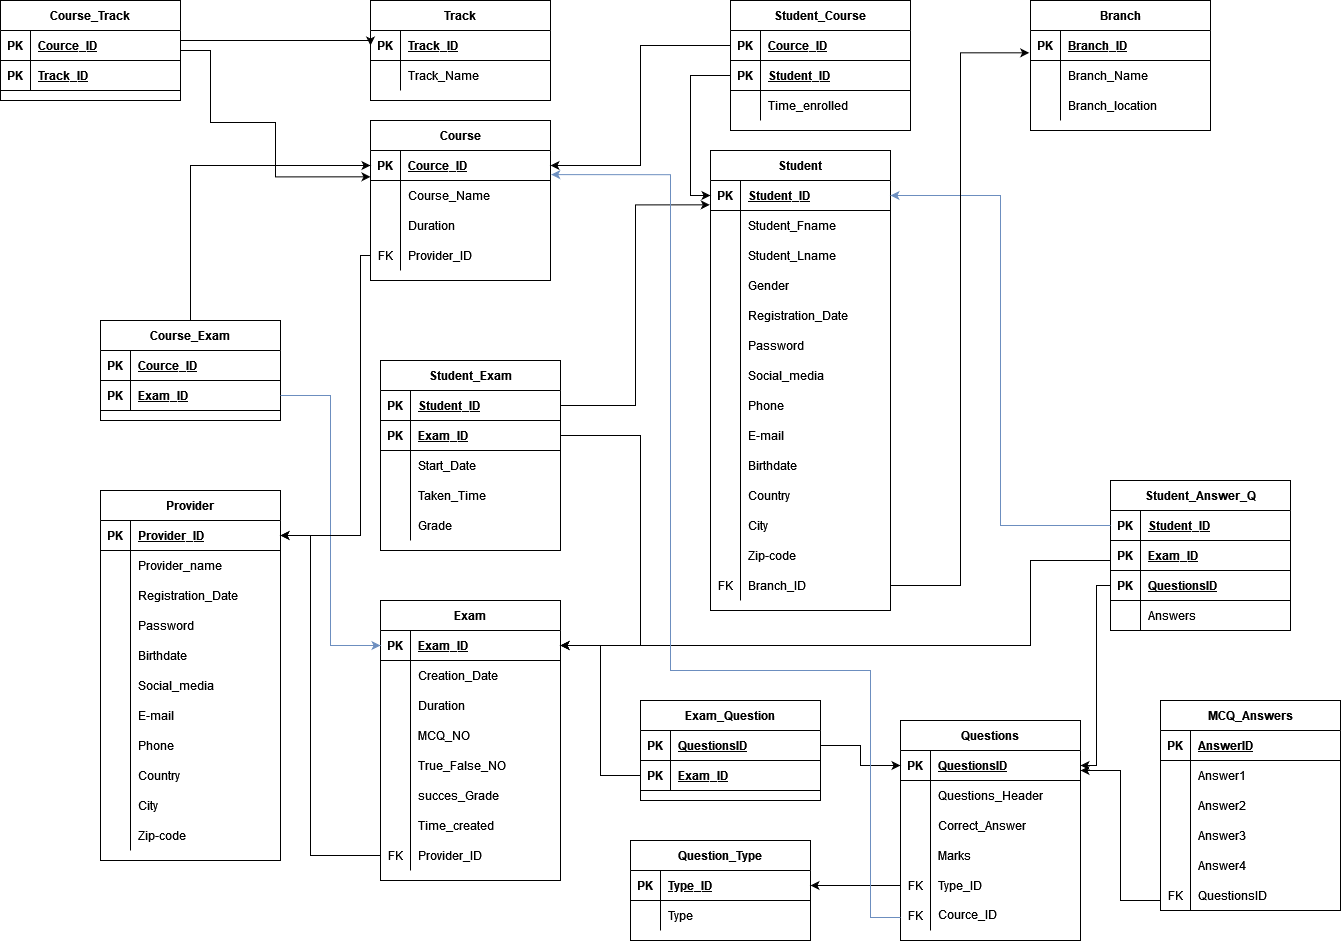 Course_Track
PK Cource_ID
PK Track_ID
Track
PK Track_ID
Track_Name
Student_Course
PK Cource_ID
PK Student_ID
Time_enrolled
Branch
PK Branch_ID
Branch_Name
Branch_location
Course
PK Cource_ID
Course_Name
Duration
FK Provider_ID
Student
PK Student_ID
Student_Fname
Student_Lname
Gender
Registration_Date
Password
Social_media
Phone
E-mail
Birthdate
Country
City
Zip-code
FK Branch_ID
Course_Exam
PK Cource_ID
PK Exam_ID
Student_Exam
PK Student_ID
PK Exam_ID
Start_Date
Taken_Time
Grade
Provider
PK Provider_ID
Provider_name
Registration_Date
Password
Birthdate
Social_media
E-mail
Phone
Country
City
Zip-code
Student_Answer_Q
PK Student_ID
PK Exam_ID
PK QuestionsID
Answers
Exam
PK Exam_ID
Creation_Date
Duration
MCQ_NO
True_False_NO
succes_Grade
Time_created
FK Provider_ID
Exam_Question
PK QuestionsID
PK Exam_ID
Questions
PK QuestionsID
Questions_Header
Correct_Answer
Marks
FK Type_ID
FK Cource_ID
MCQ_Answers
PK AnswerID
Answer1
Answer2
Answer3
Answer4
FK QuestionsID
Question_Type
PK Type_ID
Type